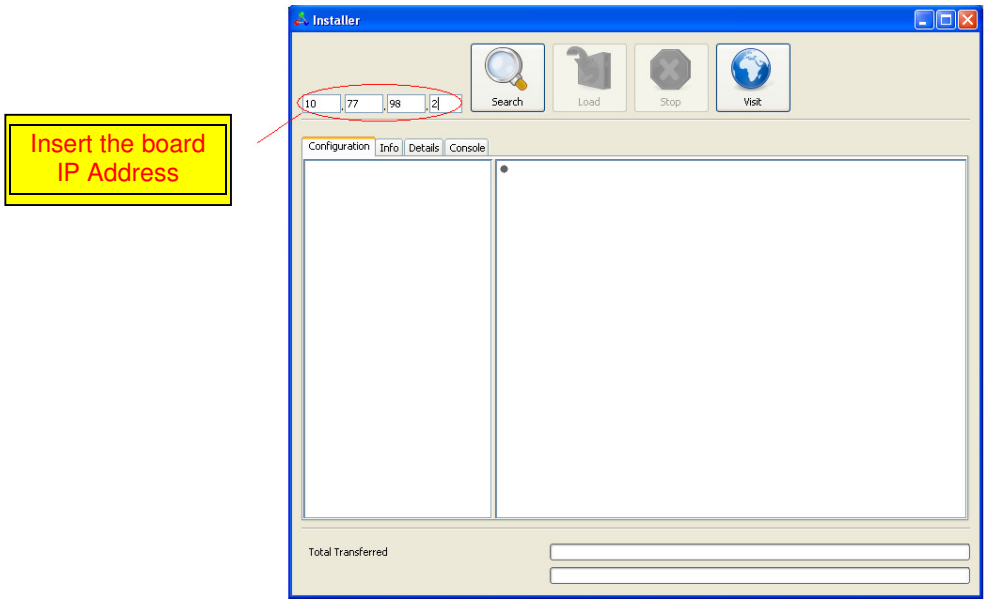 Installer
Search
Load
Stop
Visit
10 .77 .98 .2
Insert the board
IP Address
Configuration Info Details Console
Total Transferred